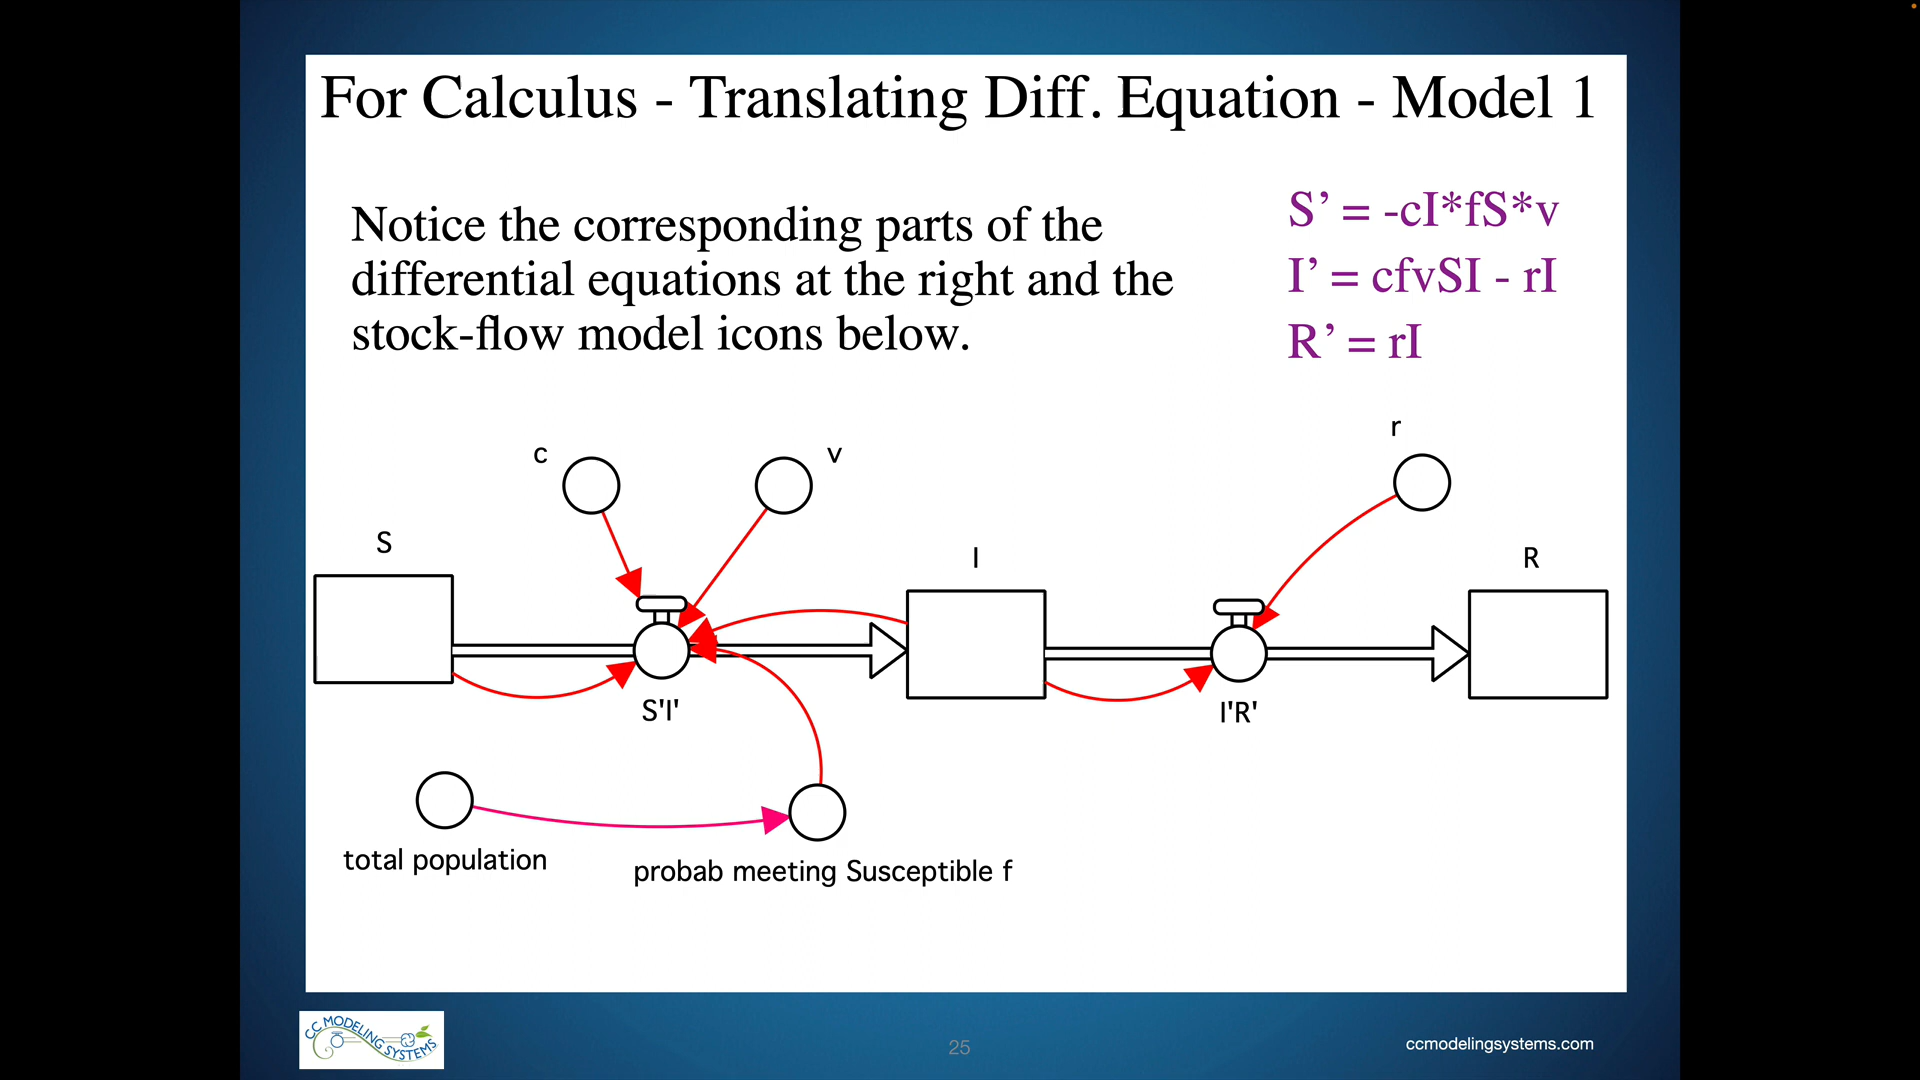 For Calculus - Translating Diff. Equation - Model 1
Notice the corresponding parts of the
differential equations at the right and the
stock-flow model icons below.
S’ = -cI*fS*v
I’ = cfvSI - rI
R’ = rI
c
v
r
S
I
R
S'I'
I'R'
total population
probab meeting Susceptible f
CC MODELING SYSTEMS
25
ccmodelingsystems.com